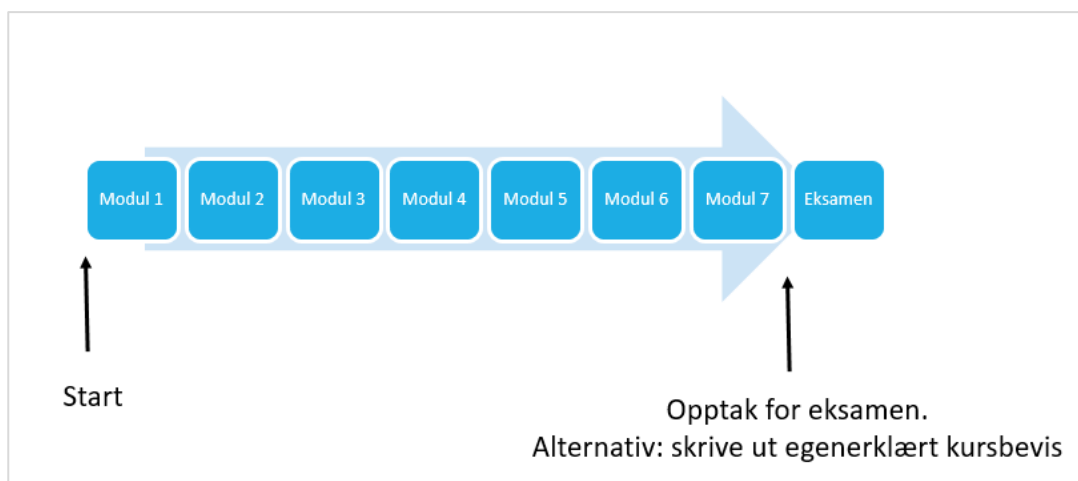 Modul 1
Modul 2
Modul 3
Modul 4
Modul 5
Modul 6
Modul 7
Eksamen
Start
Opptak for eksamen.
Alternativ: skrive ut egenerklært kursbevis